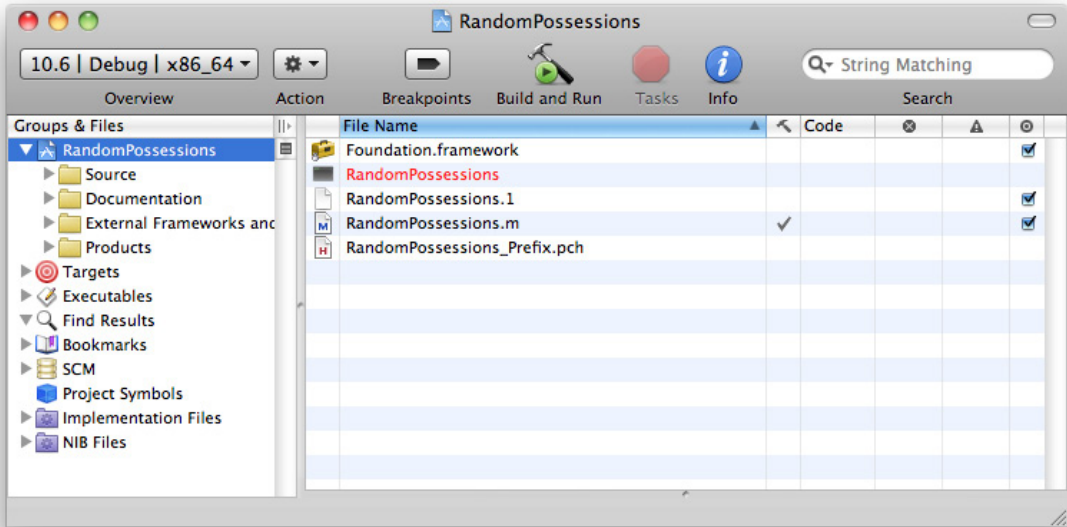 RandomPossessions
10.6 | Debug | x86_64
String Matching
Overview
Action
Breakpoints
Build and Run
Tasks
Info
Search
Groups & Files
File Name
Code
RandomPossessions
Source
Documentation
External Frameworks and
Products
Targets
Executables
Find Results
Bookmarks
SCM
Project Symbols
Implementation Files
NIB Files
Foundation.framework
RandomPossessions
RandomPossessions.1
M
RandomPossessions.m
H
RandomPossessions_Prefix.pch